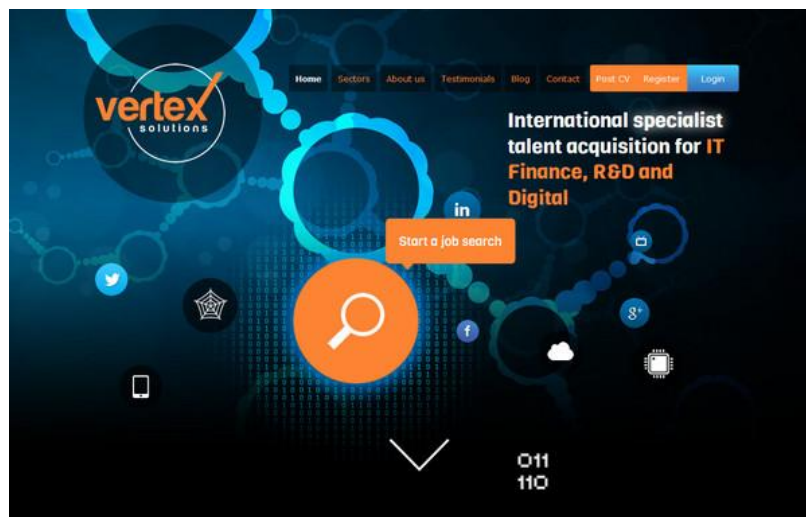 vertex
solutions
Home Sectors About us Testimonials Blog Contact Post CV Register Login
International specialist
talent acquisition for IT
Finance, R&D and
Digital
in
Start a job search
f
8+
011
110